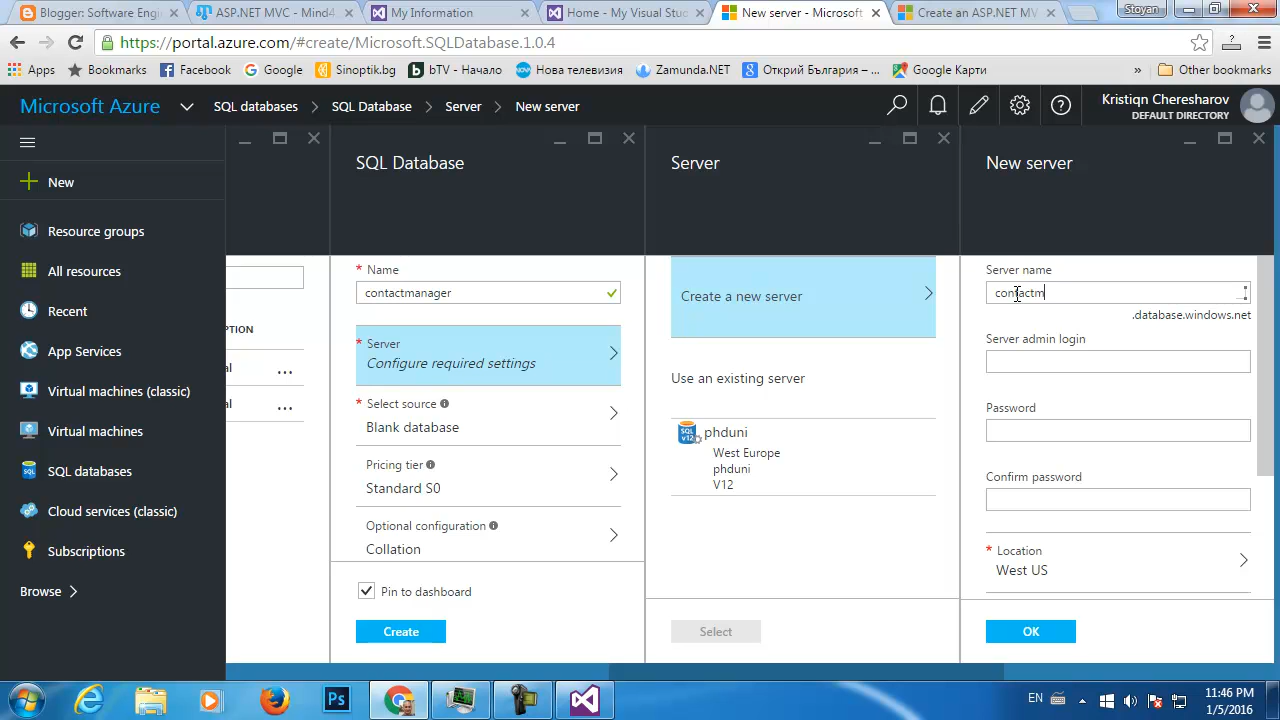 Blogger: Software Engi
ASP.NET MVC - Mind4
My Information
Home - My Visual Stud
New server - Microsoft
Create an ASP.NET MV
Stoyan
https://portal.azure.com/#create/Microsoft.SQLDatabase.1.0.4
Apps
Bookmarks
Facebook
Google
Sinoptik.bg
bTV - Начало
Нова телевизия
Zamunda.NET
Открий България – ...
Google Карти
»
Other bookmarks
Microsoft Azure
SQL databases
SQL Database
Server
New server
Kristiqn Cheresharov
DEFAULT DIRECTORY
New
Resource groups
All resources
Recent
App Services
Virtual machines (classic)
Virtual machines
SQL databases
Cloud services (classic)
Subscriptions
Browse
PTION
al ...
al ...
SQL Database
* Name
contactmanager
* Server
Configure required settings
* Select source
Blank database
Pricing tier
Standard S0
Optional configuration
Collation
Pin to dashboard
Create
Server
Create a new server
Use an existing server
SQL
v12
phduni
West Europe
phduni
V12
Select
New server
Server name
contactm
.database.windows.net
Server admin login
Password
Confirm password
* Location
West US
OK
Ps
EN
11:46 PM
1/5/2016